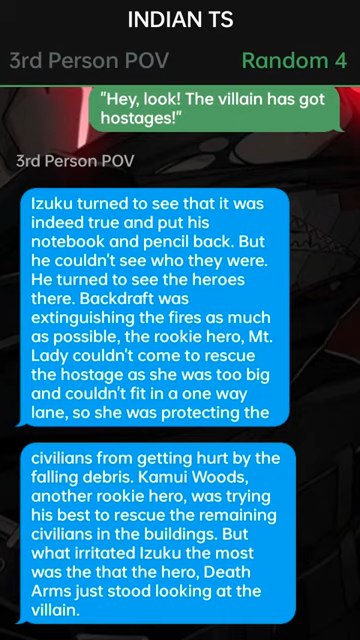 INDIAN TS
3rd Person POV
Random 4
"Hey, look! The villain has got
hostages!"
3rd Person POV
Izuku turned to see that it was
indeed true and put his
notebook and pencil back. But
he couldn't see who they were.
He turned to see the heroes
there. Backdraft was
extinguishing the fires as much
as possible, the rookie hero, Mt.
Lady couldn't come to rescue
the hostage as she was too big
and couldn't fit in a one way
lane, so she was protecting the
civilians from getting hurt by the
falling debris. Kamui Woods,
another rookie hero, was trying
his best to rescue the remaining
civilians in the buildings. But
what irritated Izuku the most
was the that the hero, Death
Arms just stood looking at the
villain.